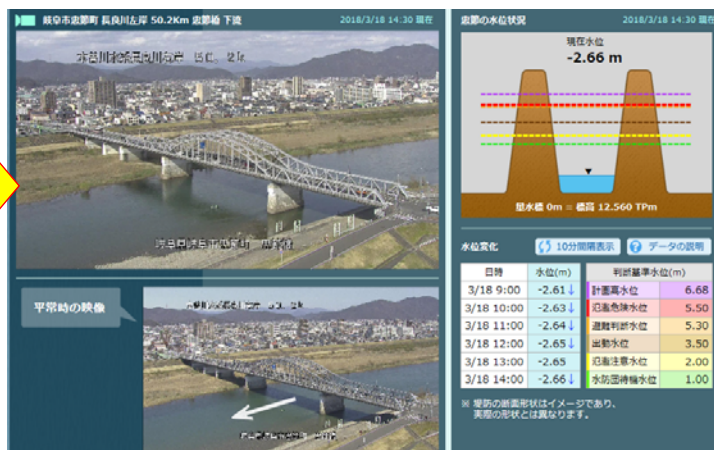 岐阜市忠節町 長良川左岸 50.2Km 忠節橋 下流
2018/3/18 14:30 現在
平常時の映像
忠節の水位状況
2018/3/18 14:30 現在
現在水位
-2.66 m
量水標 0m = 標高 12.560 TPm
水位変化
10分間隔表示
データの説明
日時 水位(m)
3/18 9:00 -2.61↓
3/18 10:00 -2.63↓
3/18 11:00 -2.64↓
3/18 12:00 -2.65↓
3/18 13:00 -2.65
3/18 14:00 -2.66↓
判断基準水位(m)
計画高水位 6.68
氾濫危険水位 5.50
避難判断水位 5.30
出動水位 3.50
氾濫注意水位 2.00
水防団待機水位 1.00
※ 堤防の断面形状はイメージであり、
実際の形状とは異なります。